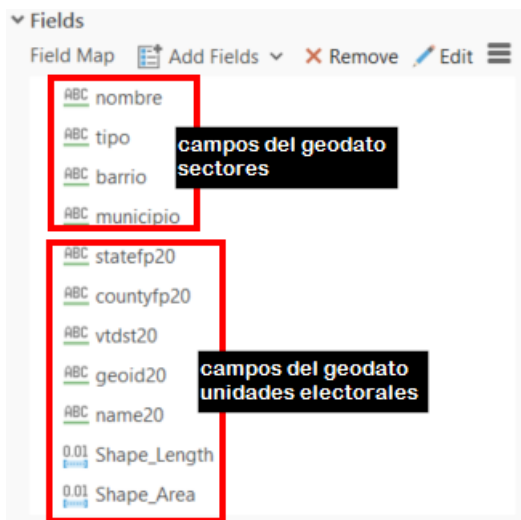 Fields
Field Map Add Fields Remove Edit
ABC nombre
ABC tipo
campos del geodato
sectores
ABC barrio
ABC municipio
ABC statefp20
ABC countyfp20
ABC vtdst20
campos del geodato
unidades electorales
ABC geoid20
ABC name20
0.01 Shape_Length
0.01 Shape_Area